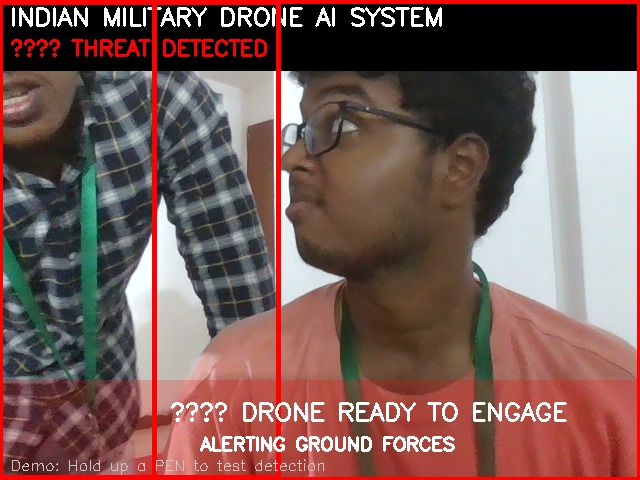 INDIAN MILITARY DRONE AI SYSTEM
???? THREAT DETECTED
???? DRONE READY TO ENGAGE
ALERTING GROUND FORCES
Demo: Hold up a PEN to test detection